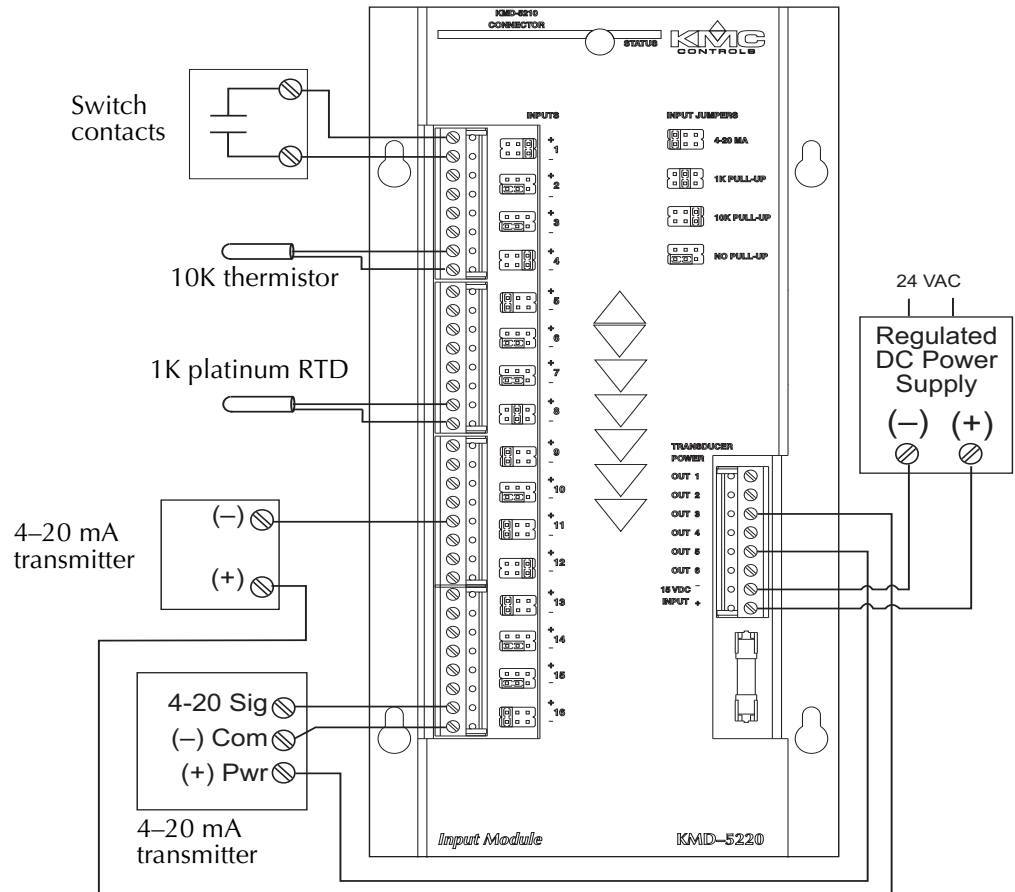 KMD-5210
CONNECTOR
STATUS
KMC
CONTROLS
Switch
contacts
INPUTS
INPUT JUMPERS
+
1
–
+
2
–
+
3
–
+
4
–
+
5
–
+
6
–
+
7
–
+
8
–
+
9
–
+
10
–
+
11
–
+
12
–
+
13
–
+
14
–
+
15
–
+
16
–
4-20 MA
1K PULL-UP
10K PULL-UP
NO PULL-UP
10K thermistor
1K platinum RTD
24 VAC
Regulated
DC Power
Supply
(–) (+)
TRANSDUCER
POWER
OUT 1
OUT 2
OUT 3
OUT 4
OUT 5
OUT 6
15 VDC –
INPUT +
4–20 mA
transmitter
(–)
(+)
4-20 Sig
(–) Com
(+) Pwr
4–20 mA
transmitter
Input Module
KMD–5220